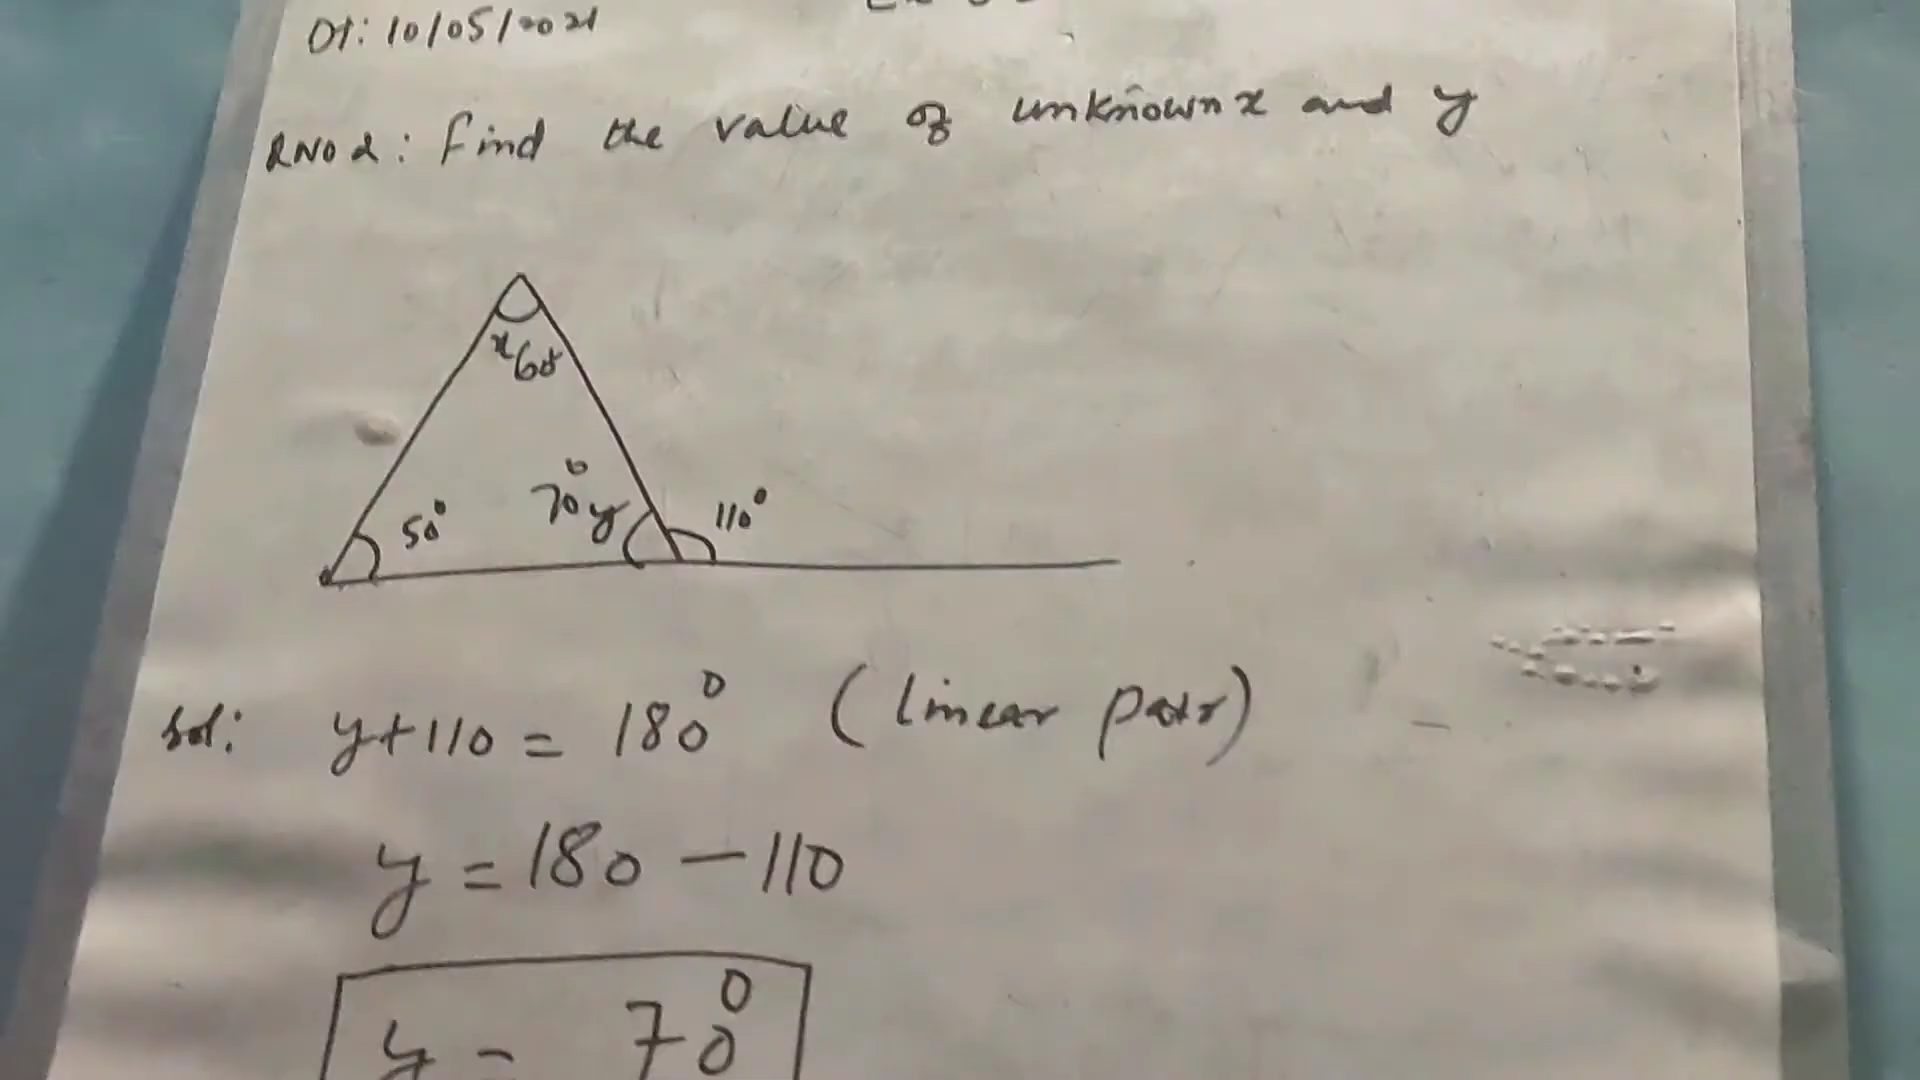 Dt: 10/05/2021
QNO 2: Find the value of unknown x and y
x 60°
70° y
50°
110°
Sol: y+110 = 180° (linear pair)
y = 180 - 110
y = 70°